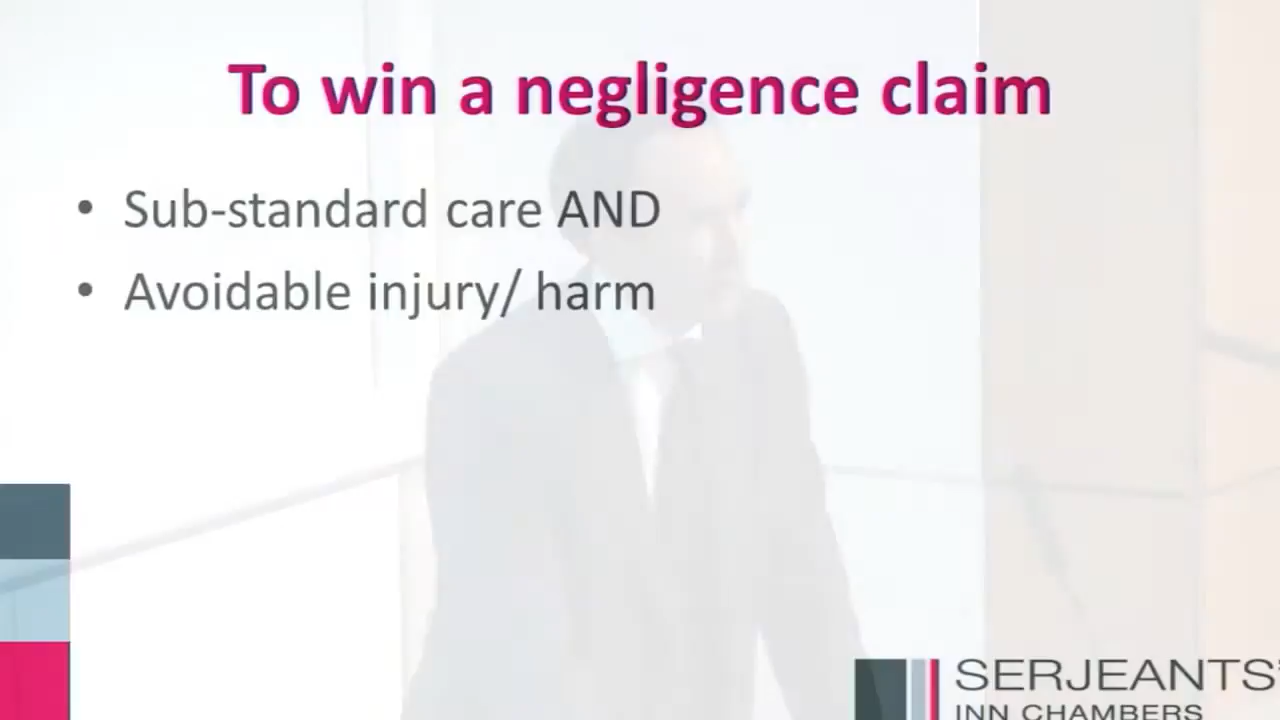 To win a negligence claim
• Sub-standard care AND
• Avoidable injury/ harm
SERJEANTS'
INN CHAMBERS